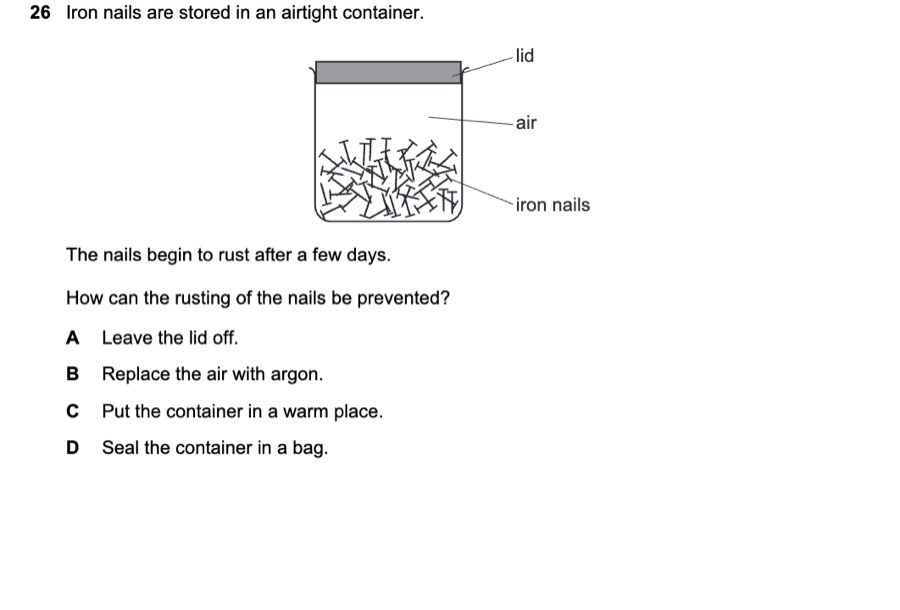 26 Iron nails are stored in an airtight container.
lid
air
iron nails
The nails begin to rust after a few days.
How can the rusting of the nails be prevented?
A Leave the lid off.
B Replace the air with argon.
C Put the container in a warm place.
D Seal the container in a bag.